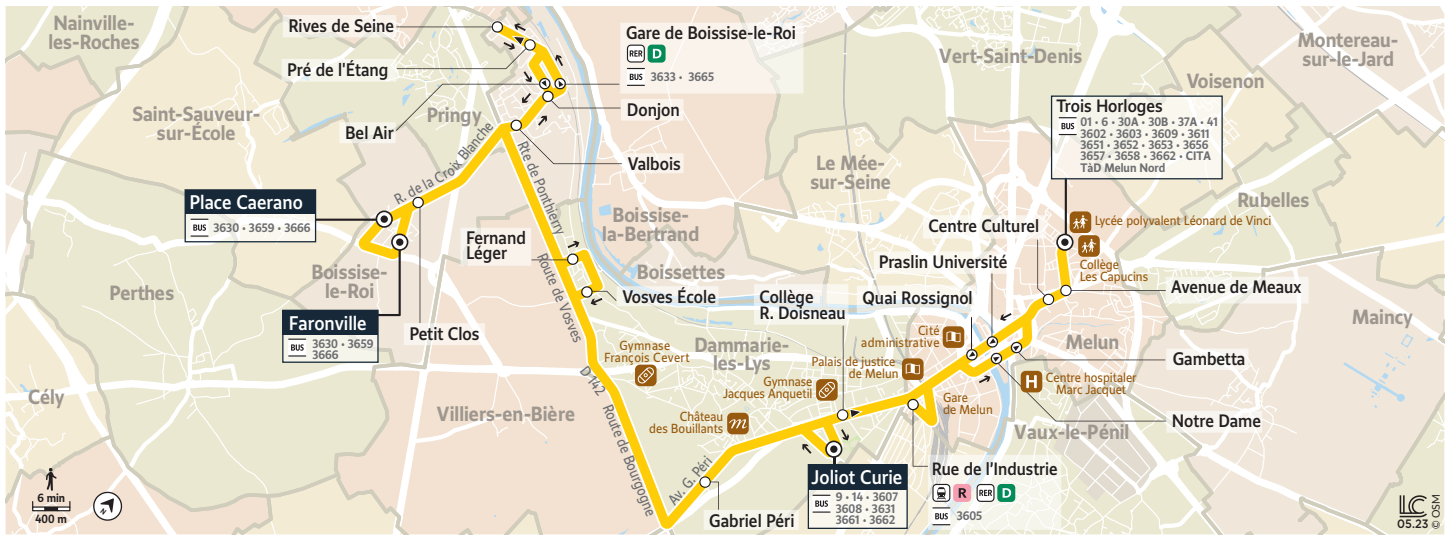 Nainville-
les-Roches
Rives de Seine
Pré de l'Étang
Bel Air
Gare de Boissise-le-Roi
RER D
BUS 3633 • 3665
Donjon
Valbois
Saint-Sauveur-
sur-École
Pringy
R. de la Croix Blanche
Rte de Ponthierry
Place Caerano
BUS 3630 • 3659 • 3666
Boissise-
le-Roi
Perthes
Faronville
BUS 3630 • 3659
3666
Petit Clos
Cély
Villiers-en-Bière
Fernand
Léger
Route de Vosves
Vosves École
Boissise-
la-Bertrand
Boissettes
D 142
Route de Bourgogne
Gymnase
François Cevert
Dammarie-
les-Lys
Château
des Bouillants
m
Av. G. Péri
Gabriel Péri
Gymnase
Jacques Anquetil
Collège
R. Doisneau
Joliot Curie
BUS 9 • 14 • 3607
3608 • 3631
3661 • 3662
Le Mée-
sur-Seine
Vert-Saint-Denis
Voisenon
Montereau-
sur-le-Jard
Trois Horloges
BUS 01 • 6 • 30A • 30B • 37A • 41
3602 • 3603 • 3609 • 3611
3651 • 3652 • 3653 • 3656
3657 • 3658 • 3662 • CITA
TàD Melun Nord
Rubelles
Lycée polyvalent Léonard de Vinci
Collège
Les Capucins
Centre Culturel
Praslin Université
Quai Rossignol
Avenue de Meaux
Maincy
Cité
administrative
Palais de justice
de Melun
Melun
Gambetta
H
Centre hospitaler
Marc Jacquet
Gare
de Melun
Notre Dame
Vaux-le-Pénil
Rue de l'Industrie
R RER D
BUS 3605
6 min
400 m
LC
05.23
© OSM